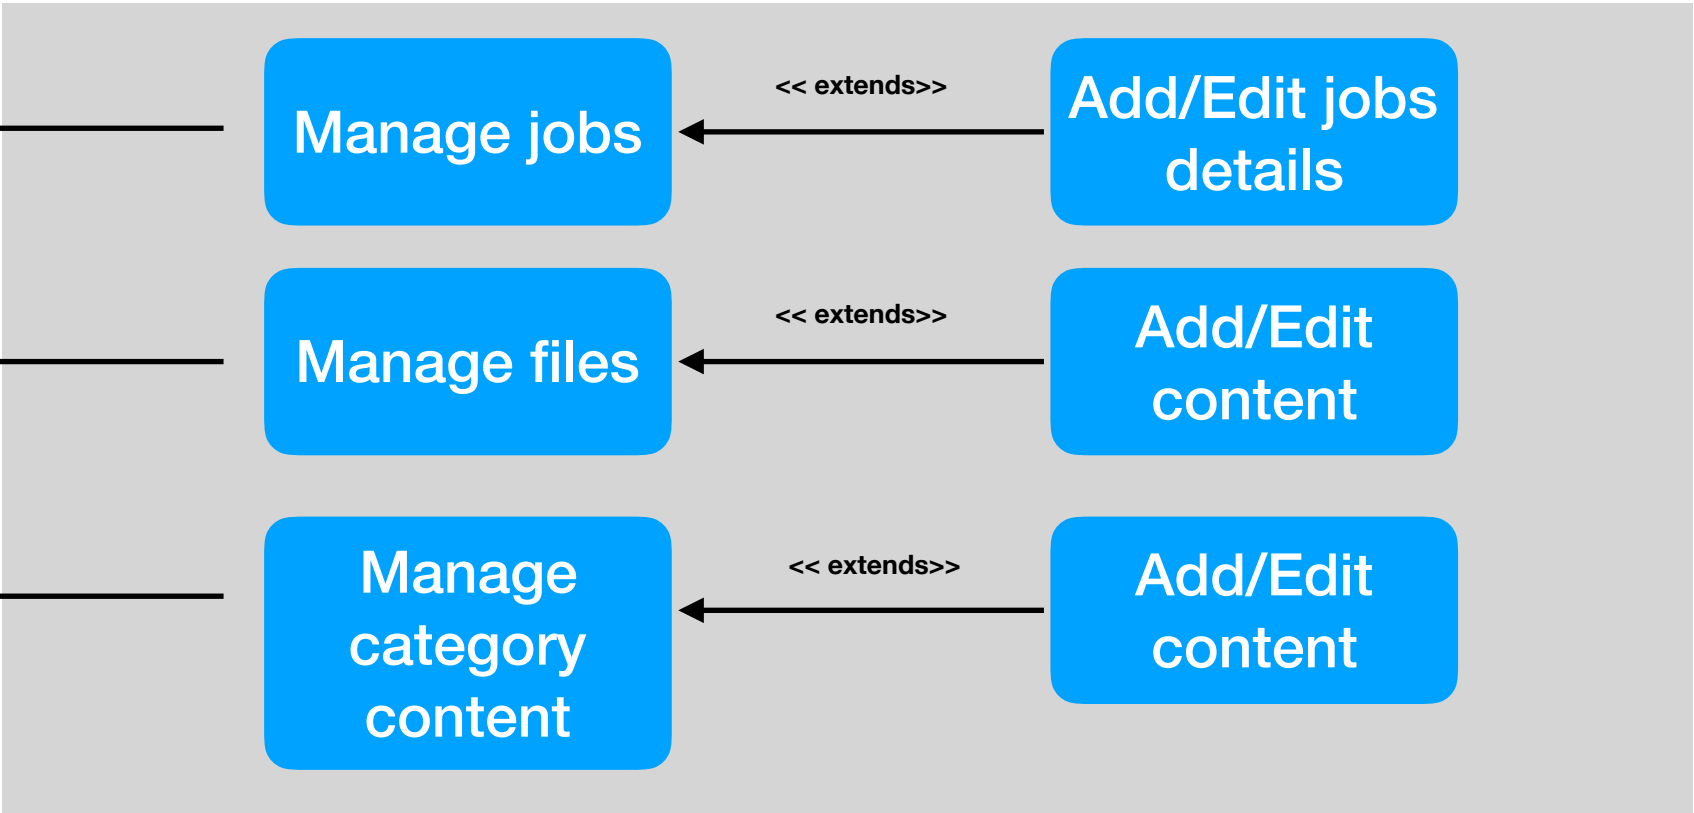 Manage jobs
<< extends>>
Add/Edit jobs
details
Manage files
<< extends>>
Add/Edit
content
Manage
category
content
<< extends>>
Add/Edit
content